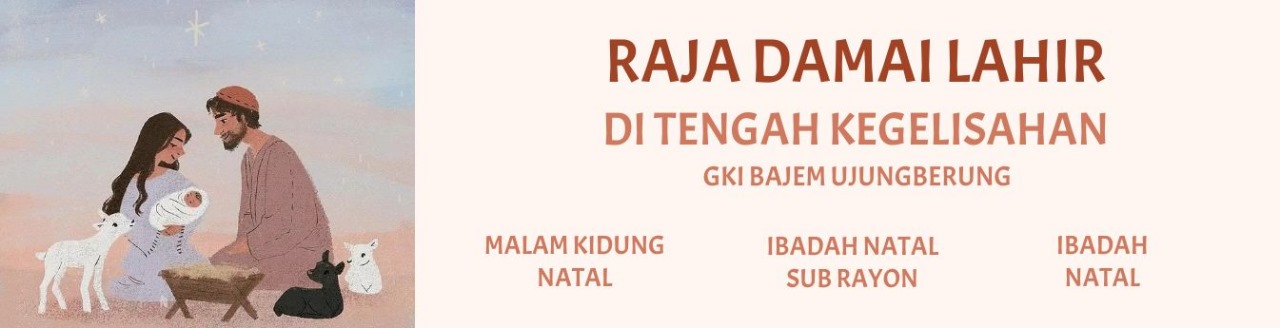 RAJA DAMAI LAHIR
DI TENGAH KEGELISAHAN
GKI BAJEM UJUNGBERUNG
MALAM KIDUNG
NATAL
IBADAH NATAL
SUB RAYON
IBADAH
NATAL